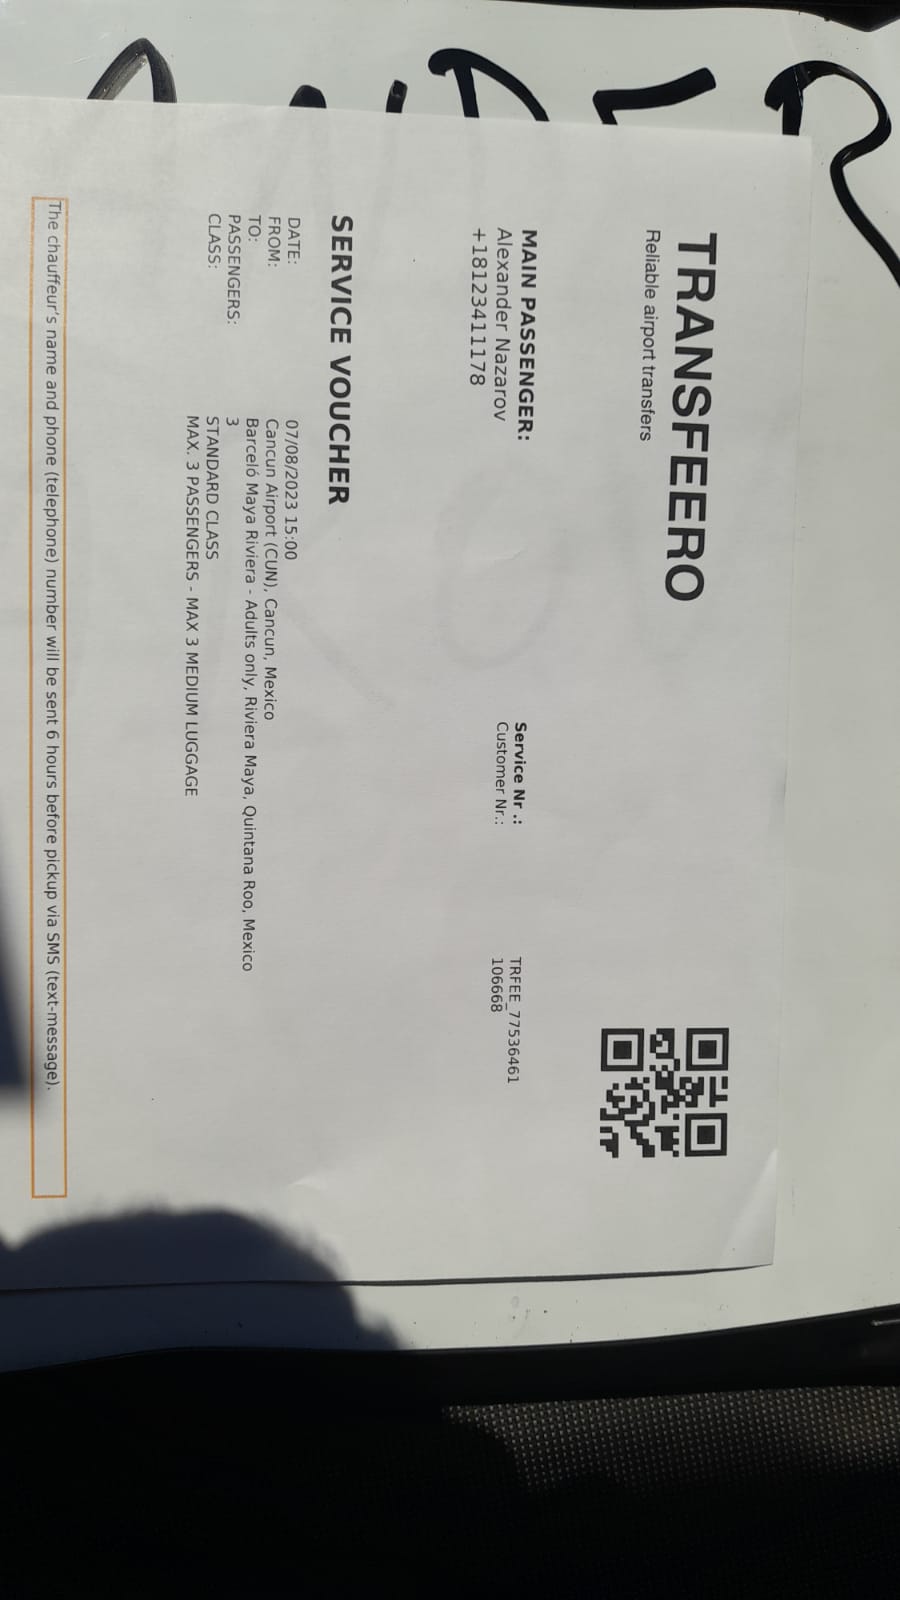 TRANSFEERO
Reliable airport transfers
MAIN PASSENGER:
Alexander Nazarov
+18123411178
Service Nr .: TRFEE_77536461
Customer Nr.: 106668
SERVICE VOUCHER
DATE: 07/08/2023 15:00
FROM: Cancun Airport (CUN), Cancun, Mexico
TO: Barceló Maya Riviera - Adults only, Riviera Maya, Quintana Roo, Mexico
PASSENGERS: 3
CLASS: STANDARD CLASS
MAX. 3 PASSENGERS - MAX 3 MEDIUM LUGGAGE
The chauffeur's name and phone (telephone) number will be sent 6 hours before pickup via SMS (text-message).